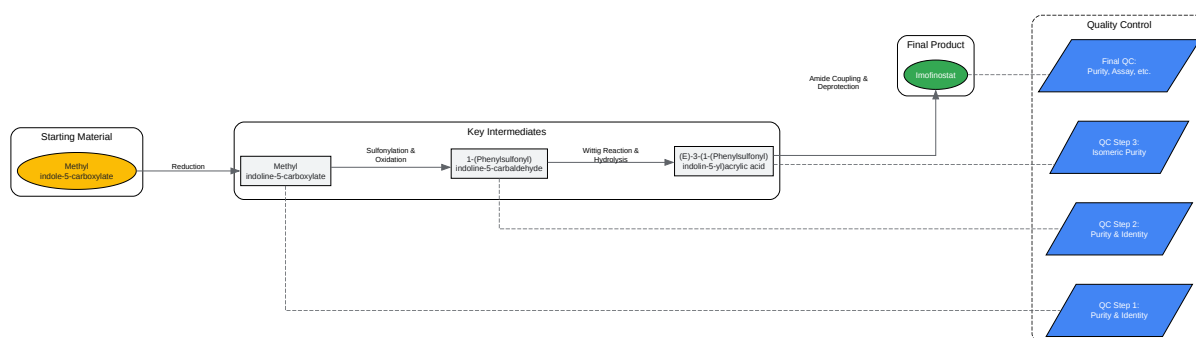 Quality Control
Final QC:
Purity, Assay, etc.
Final Product
Imofinostat
Amide Coupling &
Deprotection
QC Step 3:
Isomeric Purity
Key Intermediates
Starting Material
Methyl
indole-5-carboxylate
Reduction
Methyl
indoline-5-carboxylate
Sulfonylation &
Oxidation
1-(Phenylsulfonyl)
indoline-5-carbaldehyde
Wittig Reaction &
Hydrolysis
(E)-3-(1-(Phenylsulfonyl)
indolin-5-yl)acrylic acid
QC Step 2:
Purity & Identity
QC Step 1:
Purity & Identity